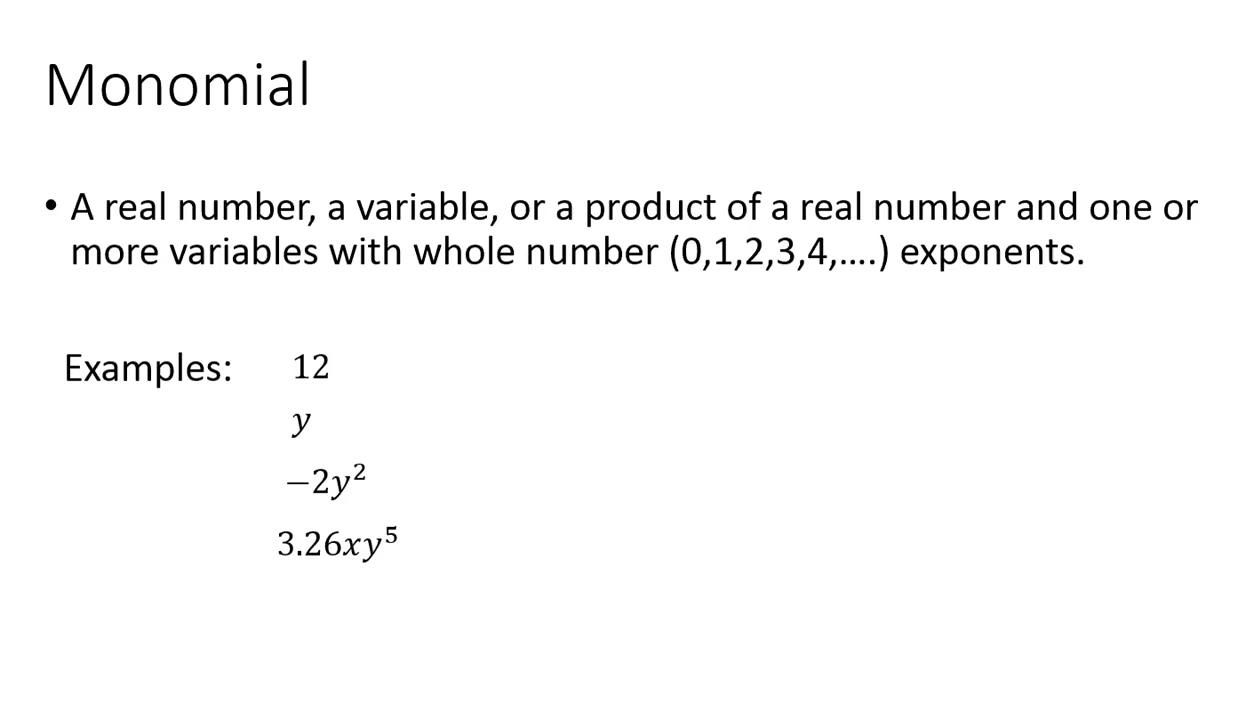 Monomial
• A real number, a variable, or a product of a real number and one or
more variables with whole number (0,1,2,3,4,....) exponents.
Examples: 12
y
−2y²
3.26xy⁵